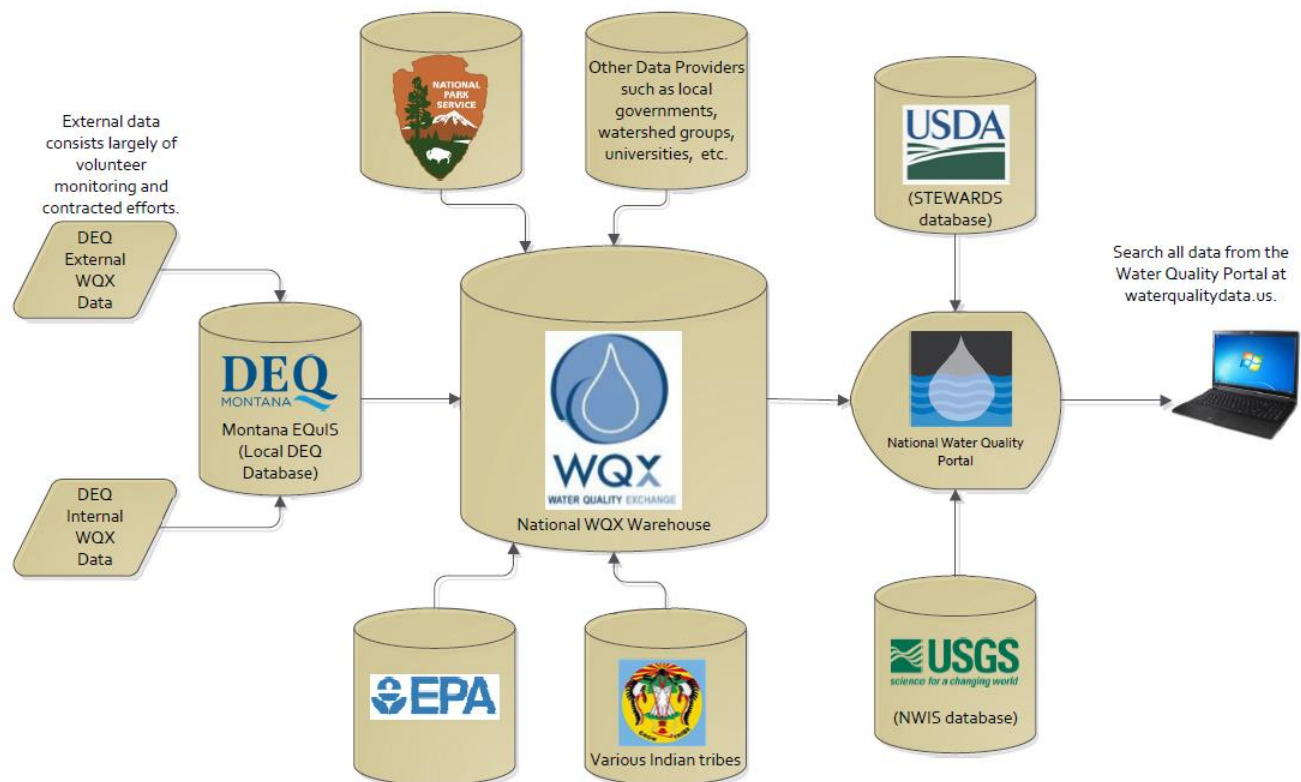 NATIONAL
PARK
SERVICE
Other Data Providers
such as local
governments,
watershed groups,
universities, etc.
USDA
(STEWARDS
database)
External data
consists largely of
volunteer
monitoring and
contracted efforts.
DEQ
External
WQX
Data
DEQ
MONTANA
Montana EQuIS
(Local DEQ
Database)
DEQ
Internal
WQX
Data
WQX
WATER QUALITY EXCHANGE
National WQX Warehouse
National Water Quality
Portal
Search all data from the
Water Quality Portal at
waterqualitydata.us.
EPA
CROW TRIBE
Various Indian tribes
USGS
science for a changing world
(NWIS database)